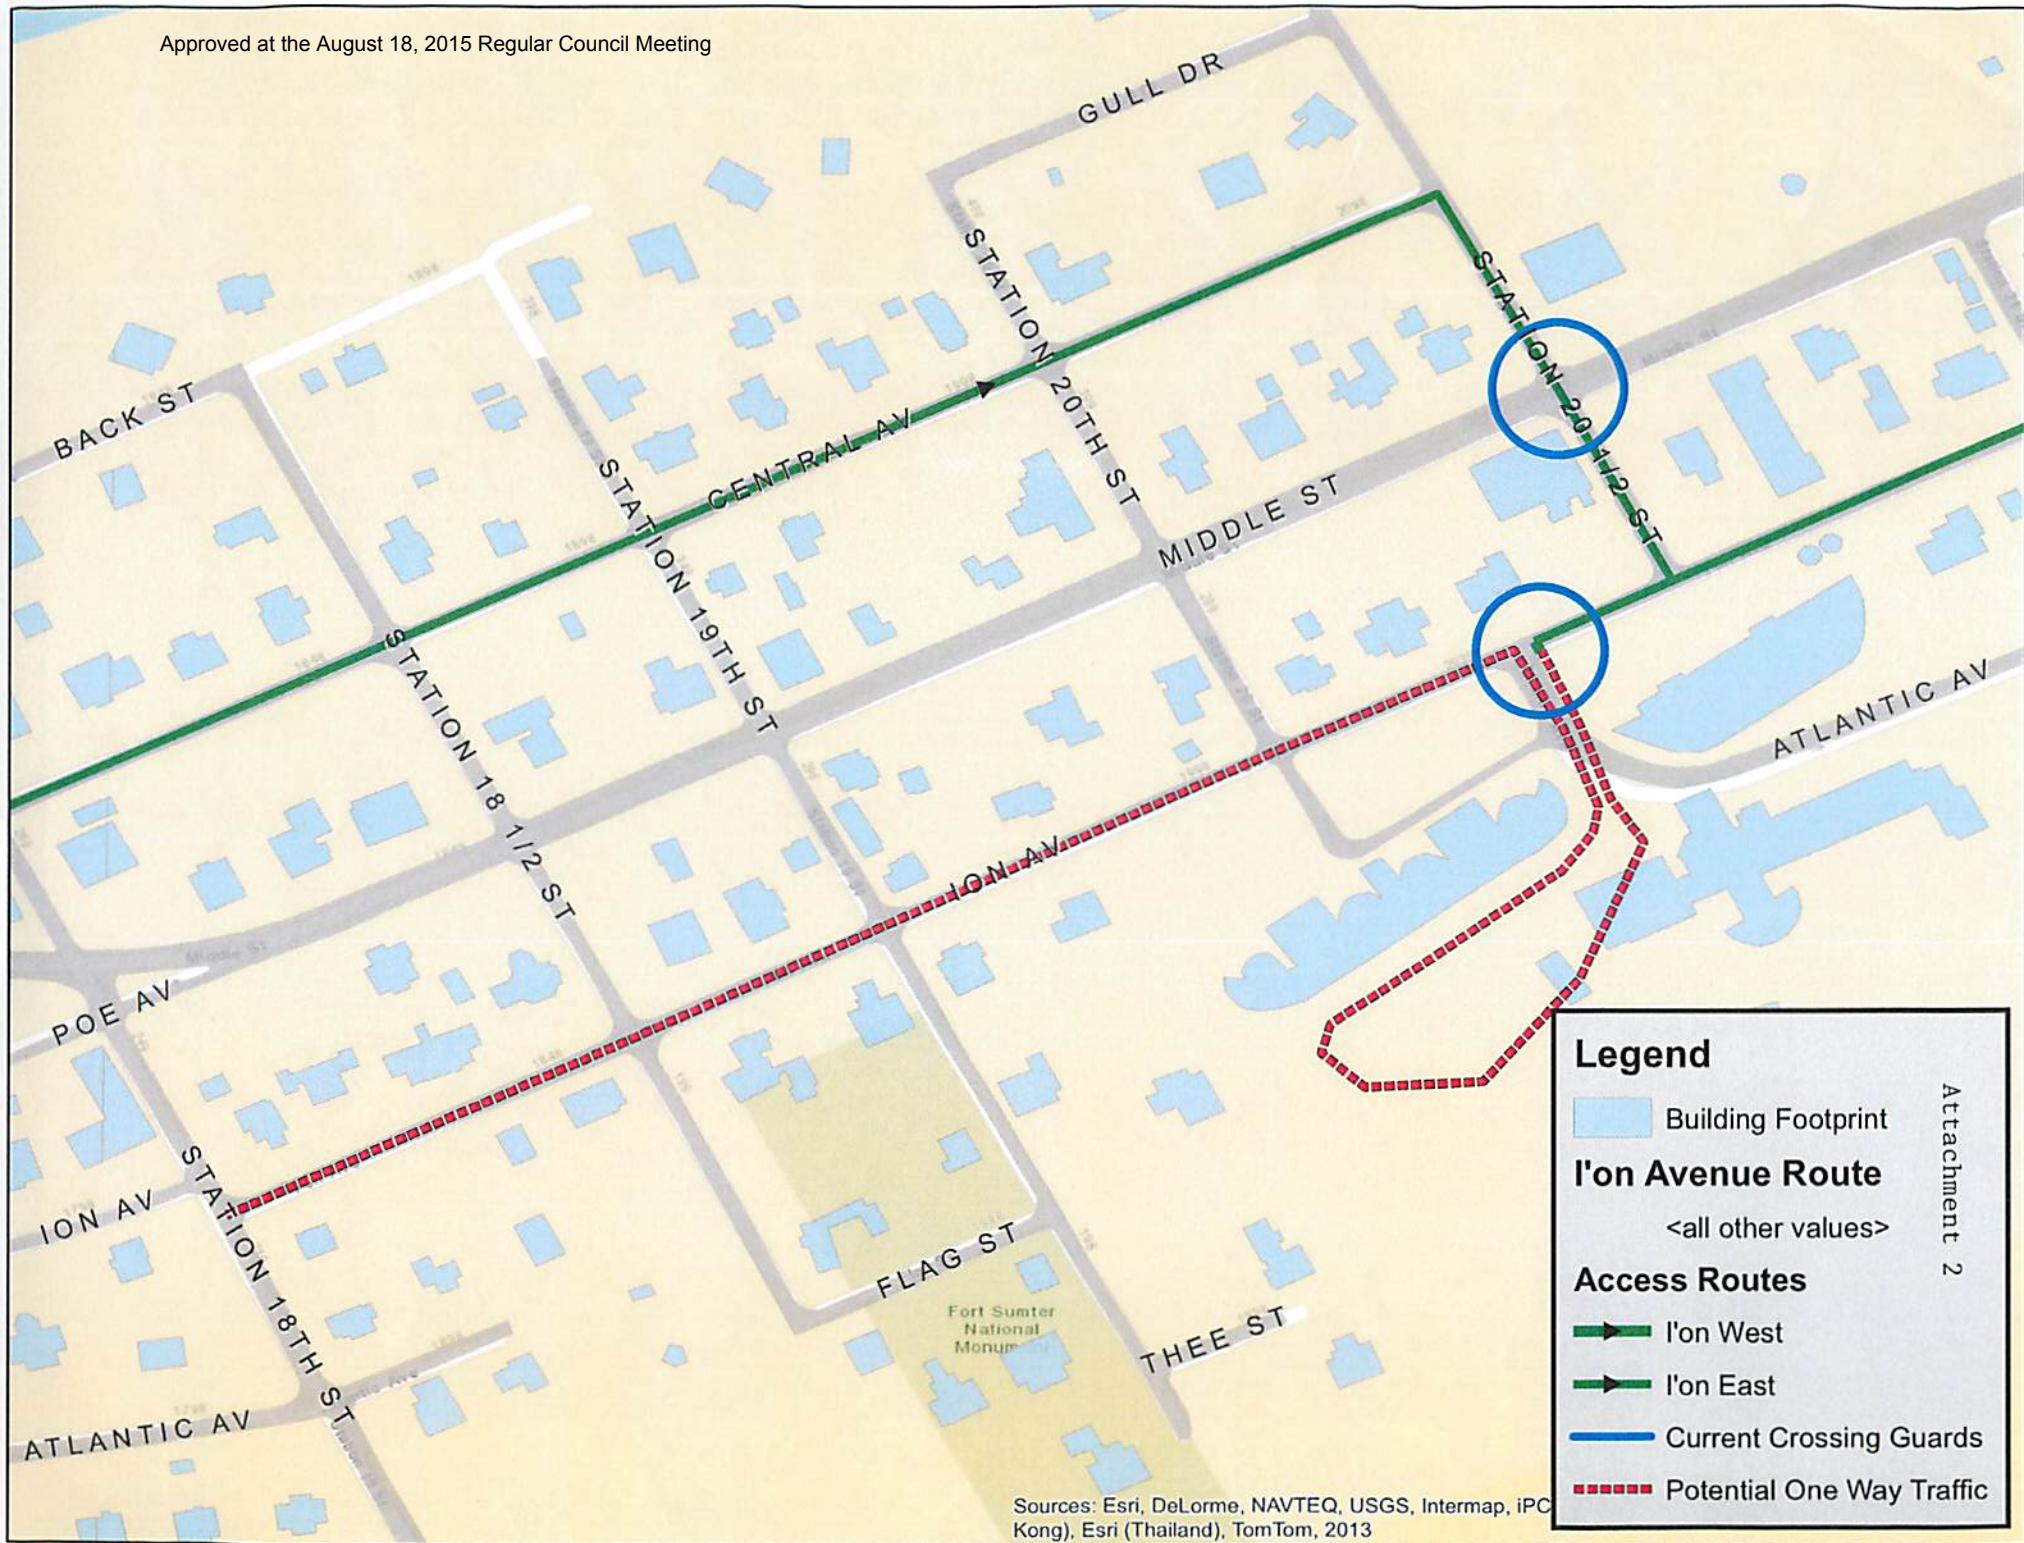 Approved at the August 18, 2015 Regular Council Meeting
GULL DR
STATION 20TH ST
STATION 20 1/2 ST
BACK ST
CENTRAL AV
STATION 19TH ST
MIDDLE ST
Middle St
STATION 18 1/2 ST
ATLANTIC AV
ION AV
Middle St
POE AV
ION AV
STATION 18TH ST
FLAG ST
Fort Sumter
National
THEE ST
ATLANTIC AV
Legend
Building Footprint
I'on Avenue Route
<all other values>
Access Routes
I'on West
I'on East
Current Crossing Guards
Potential One Way Traffic
Attachment 2
Sources: Esri, DeLorme, NAVTEQ, USGS, Intermap, iPC
Kong), Esri (Thailand), TomTom, 2013